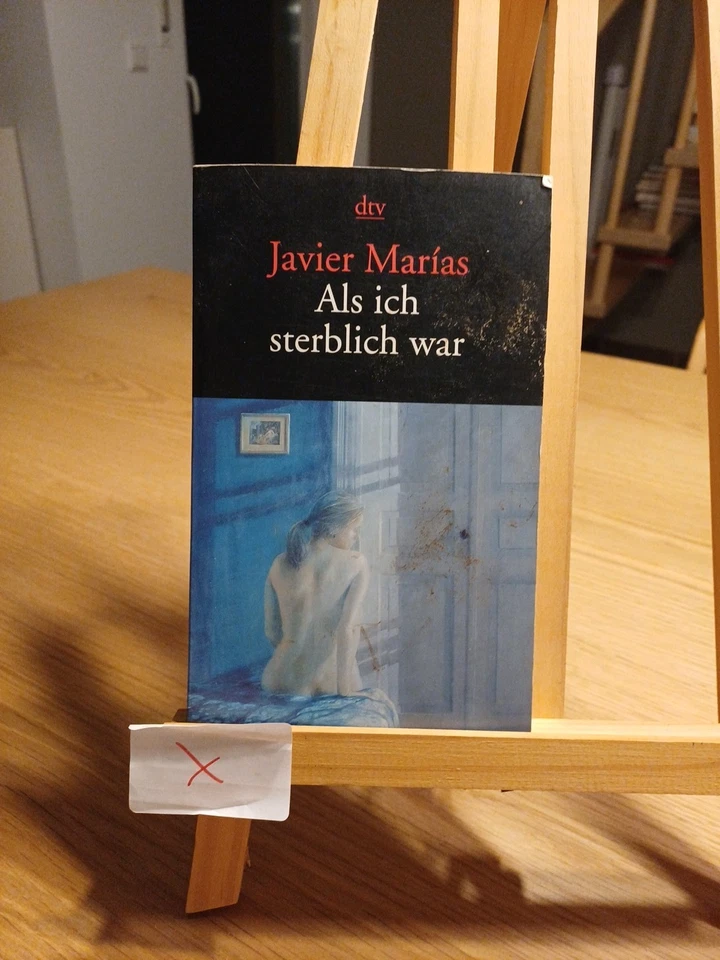 dtv
Javier Marías
Als ich
sterblich war
X